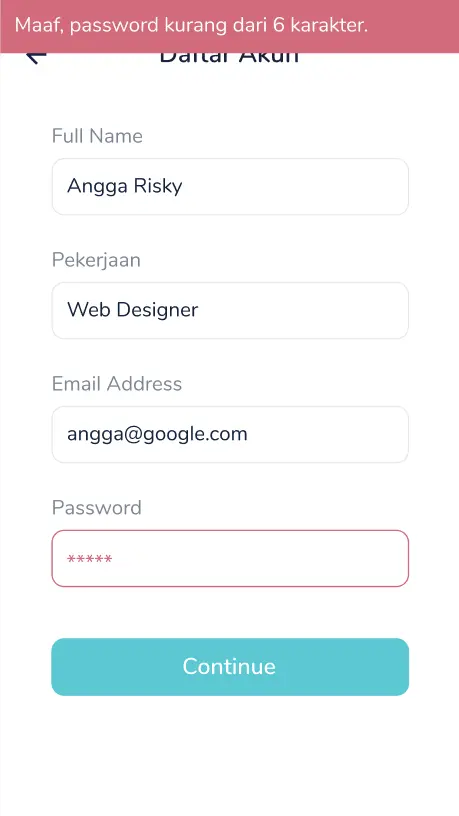 Maaf, password kurang dari 6 karakter.
Daftar Akun
Full Name
Angga Risky
Pekerjaan
Web Designer
Email Address
angga@google.com
Password
*****
Continue